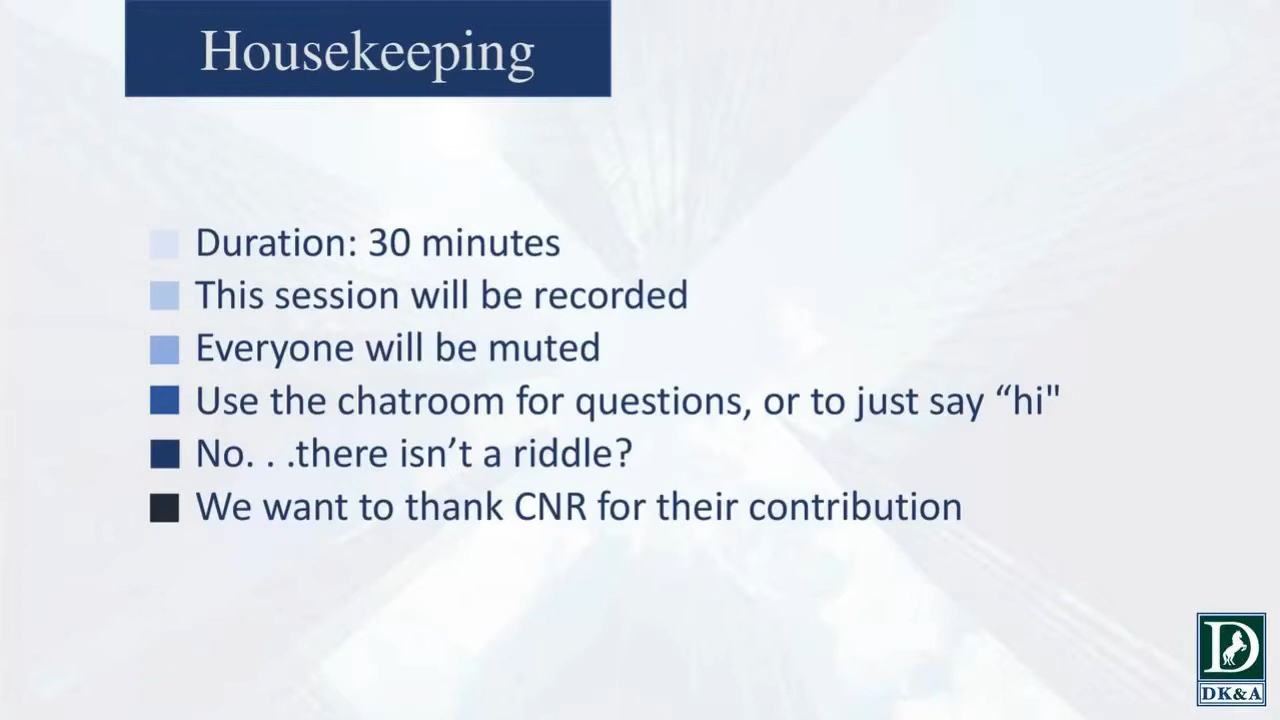 Housekeeping
Duration: 30 minutes
This session will be recorded
Everyone will be muted
Use the chatroom for questions, or to just say “hi"
No. . .there isn’t a riddle?
We want to thank CNR for their contribution
D
DK&A